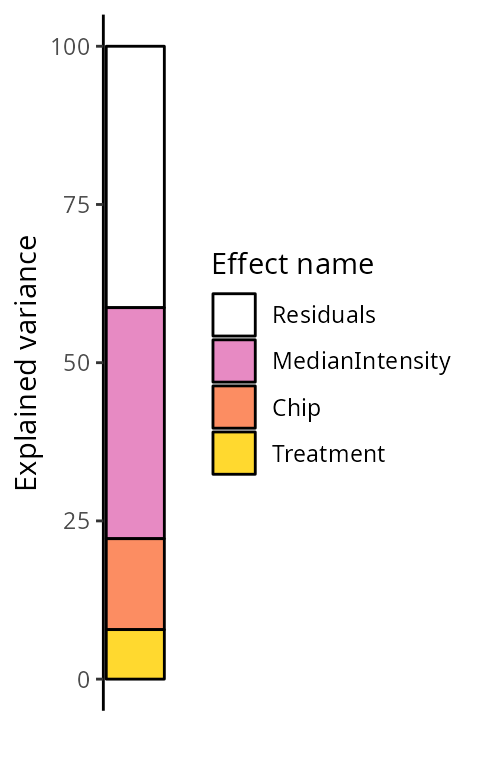 100
75
50
25
0
Explained variance
Effect name
Residuals
MedianIntensity
Chip
Treatment